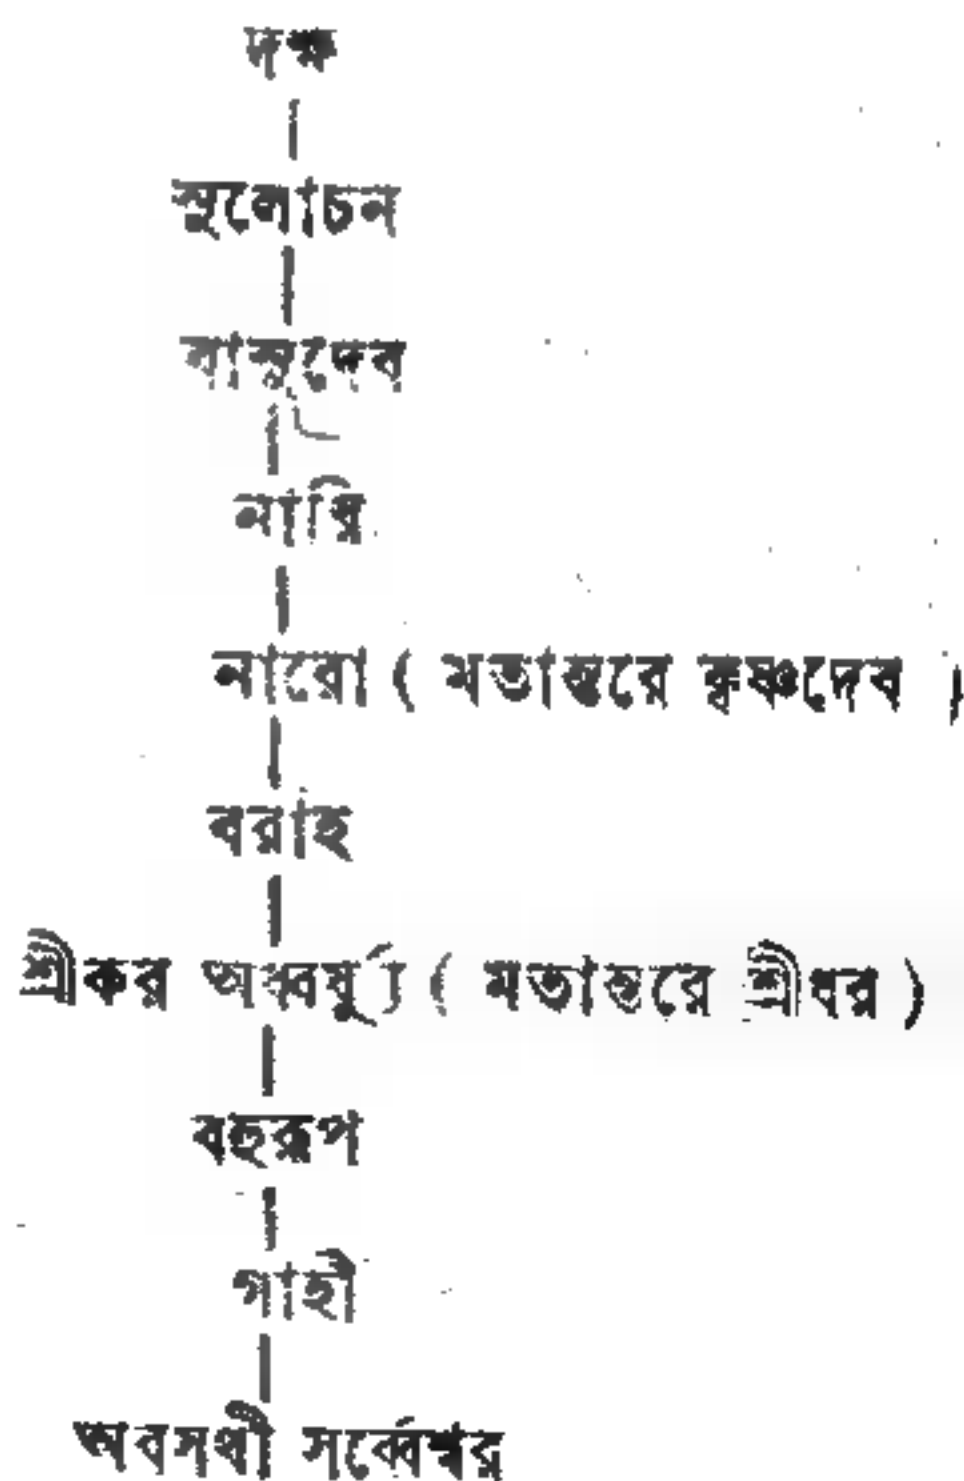 দক্ষ
সুলোচন
বাসুদেব
নারো ( মতান্তরে কৃষ্ণদেব )
বরাহ
শ্রীকর অধ্বর্য্যু ( মতান্তরে শ্রীধর )
বহুরূপ
গাহী
অবসথী সর্ব্বেশ্বর